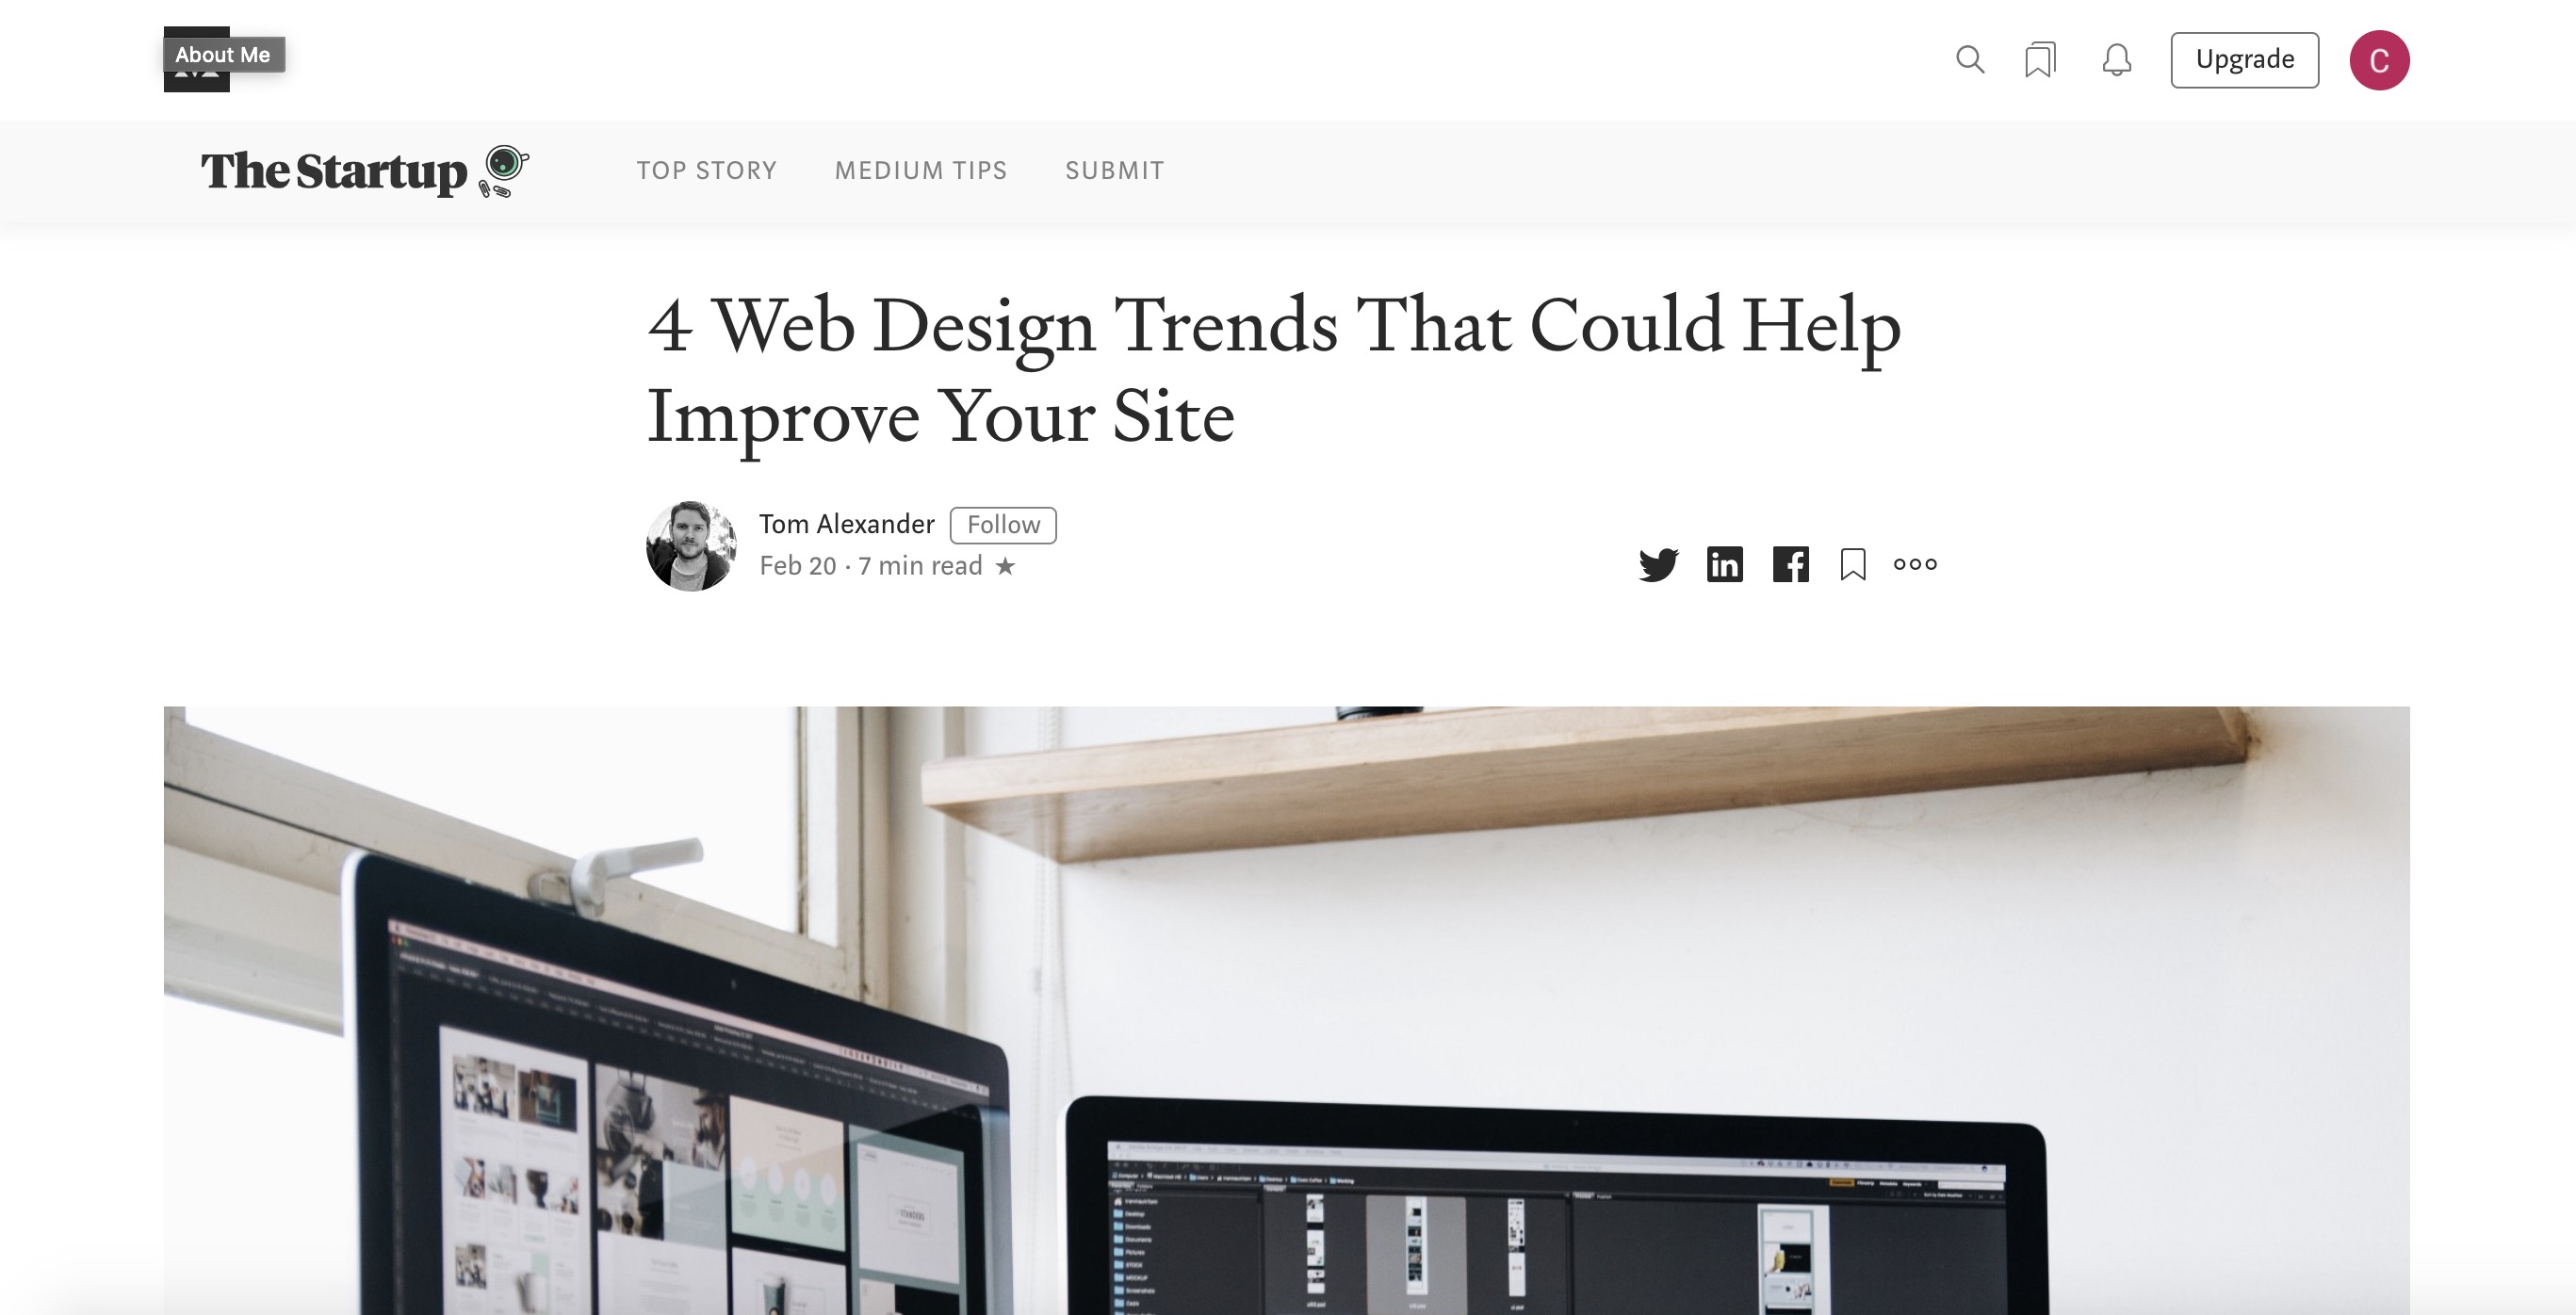 About Me
Upgrade
C
The Startup
TOP STORY
MEDIUM TIPS
SUBMIT
4 Web Design Trends That Could Help
Improve Your Site
Tom Alexander
Follow
Feb 20 · 7 min read ★